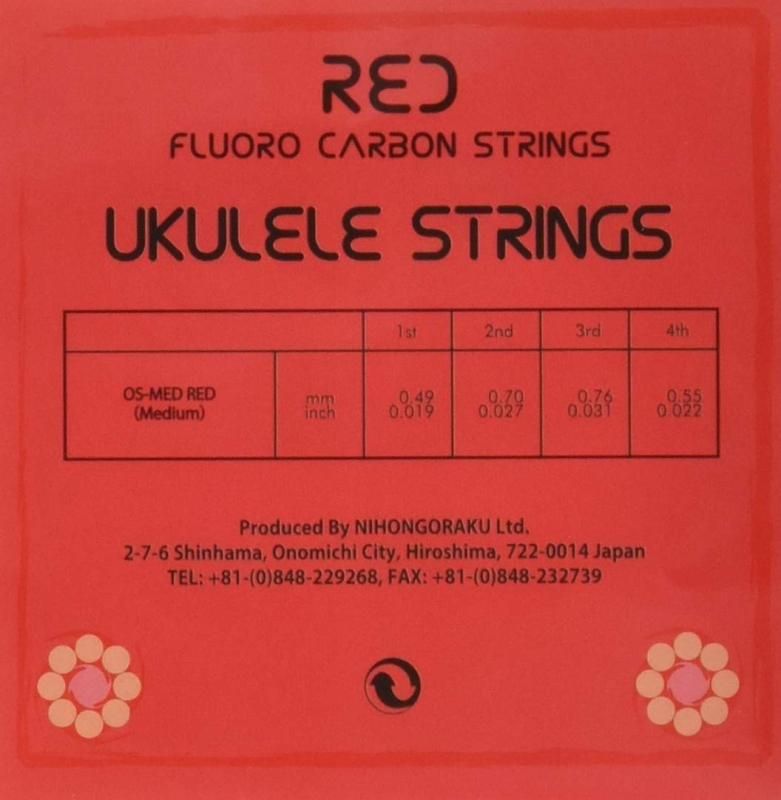 RED
FLUORO CARBON STRINGS
UKULELE STRINGS
1st 2nd 3rd 4th
OS-MED RED mm 0.49 0.70 0.76 0.55
(Medium) inch 0.019 0.027 0.031 0.022
Produced By NIHONGORAKU Ltd.
2-7-6 Shinhama, Onomichi City, Hiroshima, 722-0014 Japan
TEL: +81-(0)848-229268, FAX: +81-(0)848-232739